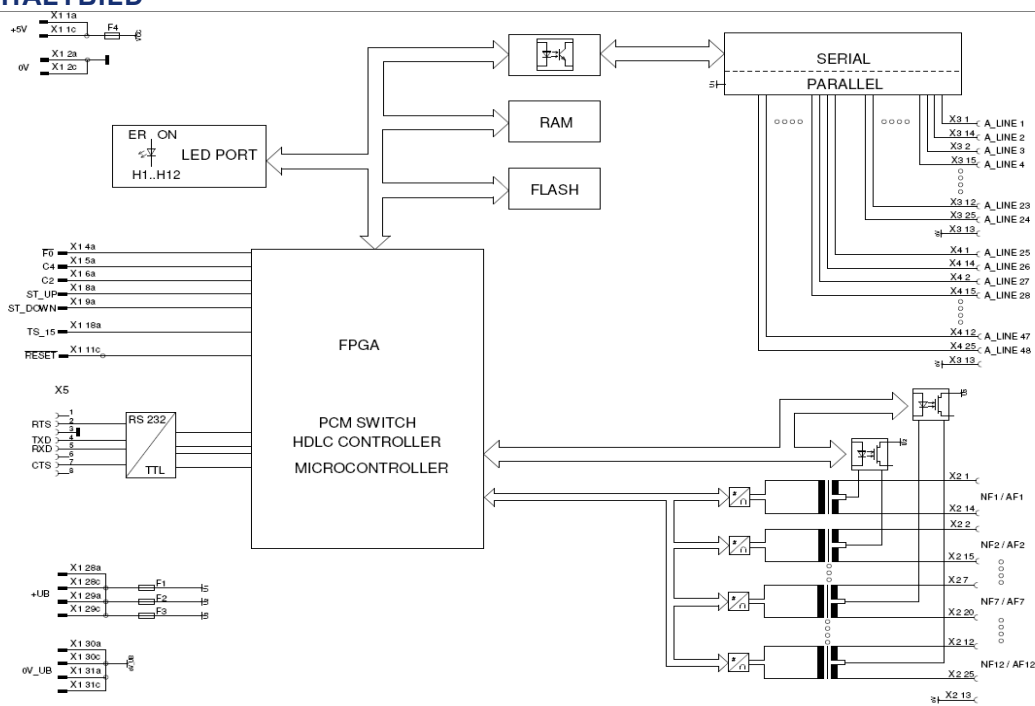 X1 1a
+5V X1 1c F4
X1 2a
0V X1 2c
SERIAL
PARALLEL
RAM
FLASH
ER ON
LED PORT
H1..H12
X3 1 A_LINE 1
X3 14 A_LINE 2
X3 2 A_LINE 3
X3 15 A_LINE 4
X3 12 A_LINE 23
X3 25 A_LINE 24
X3 13
X4 1 A_LINE 25
X4 14 A_LINE 26
X4 2 A_LINE 27
X4 15 A_LINE 28
X4 12 A_LINE 47
X4 25 A_LINE 48
X3 13
F0 X1 4a
C4 X1 5a
C2 X1 6a
ST_UP X1 8a
ST_DOWN X1 9a
TS_15 X1 18a
RESET X1 11c
FPGA
PCM SWITCH
HDLC CONTROLLER
MICROCONTROLLER
X5
1
RTS 2
3
TXD 4
RXD 5
6
CTS 7
8
RS 232
TTL
X2 1
NF1 / AF1
X2 14
X2 2
NF2 / AF2
X2 15
X2 7
NF7 / AF7
X2 20
X2 12
NF12 / AF12
X2 25
X2 13
X1 28a
X1 28c F1
+UB X1 29a F2
X1 29c F3
X1 30a
X1 30c
0V_UB X1 31a
X1 31c